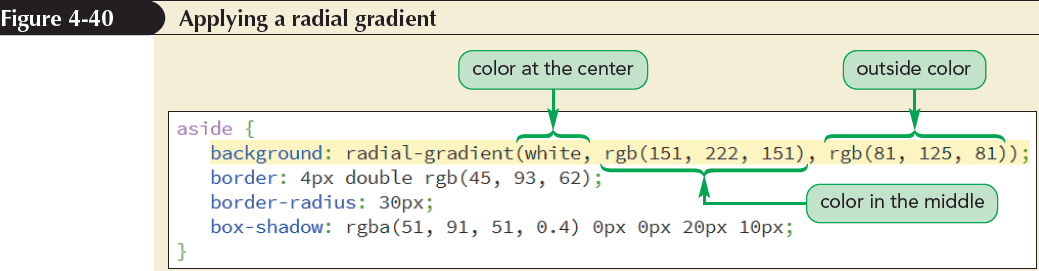 Figure 4-40 Applying a radial gradient
color at the center outside color
aside {
background: radial-gradient(white, rgb(151, 222, 151), rgb(81, 125, 81));
border: 4px double rgb(45, 93, 62);
border-radius: 30px;
color in the middle
box-shadow: rgba(51, 91, 51, 0.4) 0px 0px 20px 10px;
}